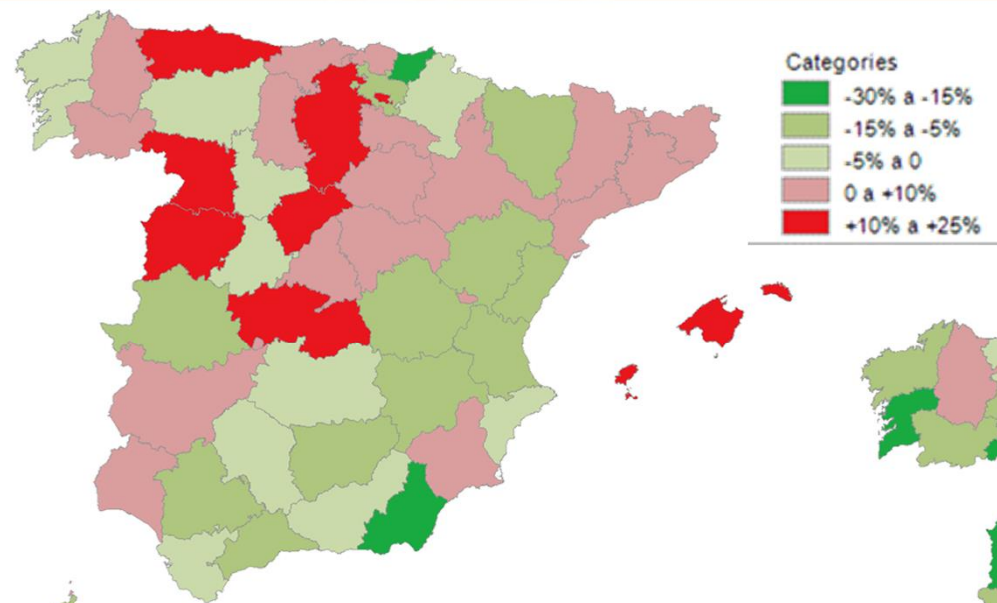 Categories
-30% a -15%
-15% a -5%
-5% a 0
0 a +10%
+10% a +25%